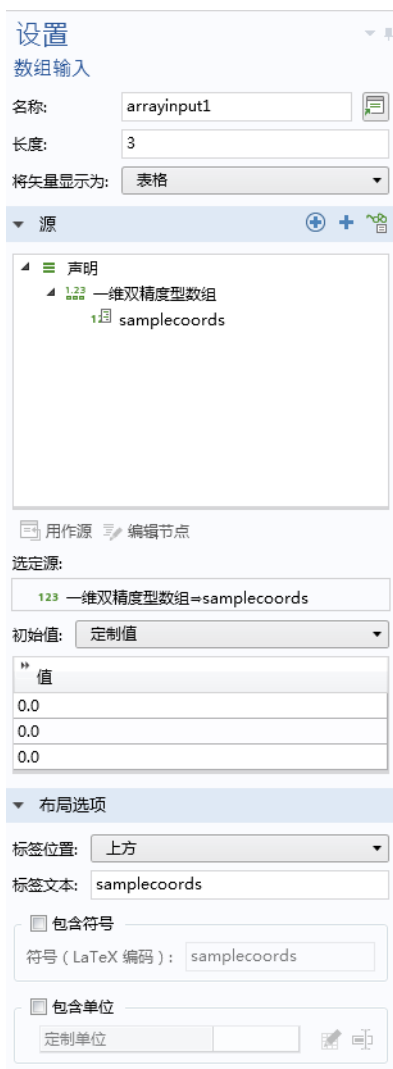 设置
数组输入
名称: arrayinput1
长度: 3
将矢量显示为: 表格
源
声明
1.23 一维双精度型数组
samplecoords
用作源 编辑节点
选定源:
123 一维双精度型数组⇒samplecoords
初始值: 定制值
值
0.0
0.0
0.0
布局选项
标签位置: 上方
标签文本: samplecoords
包含符号
符号 ( LaTeX 编码 ) : samplecoords
包含单位
定制单位